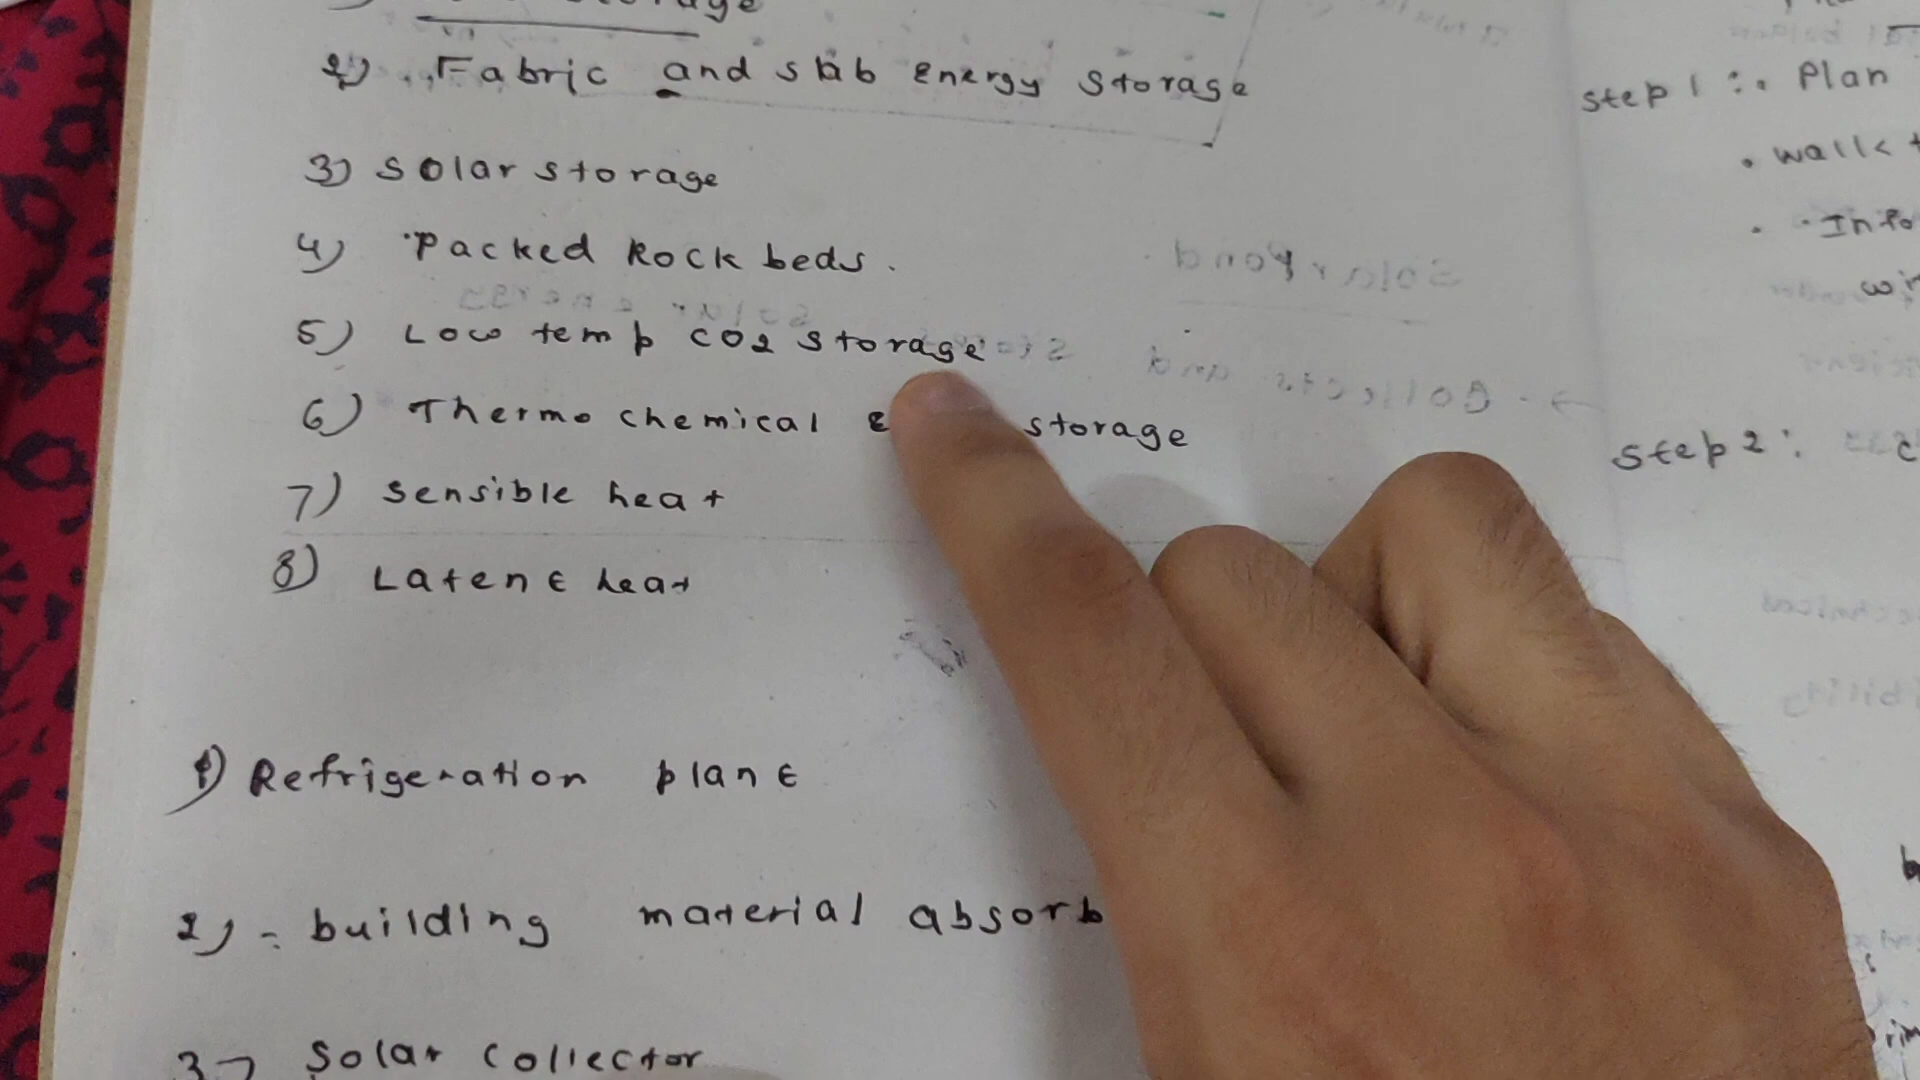 2) Fabric and slab energy storage
3) solar storage
4) Packed Rock beds.
5) Low temp CO2 storage
6) Thermo chemical storage
7) sensible heat
8) Latent heat
1) Refrigeration plant
2) - building material absorb
3) Solar collector
step 1 :. Plan
• walk
step 2 :